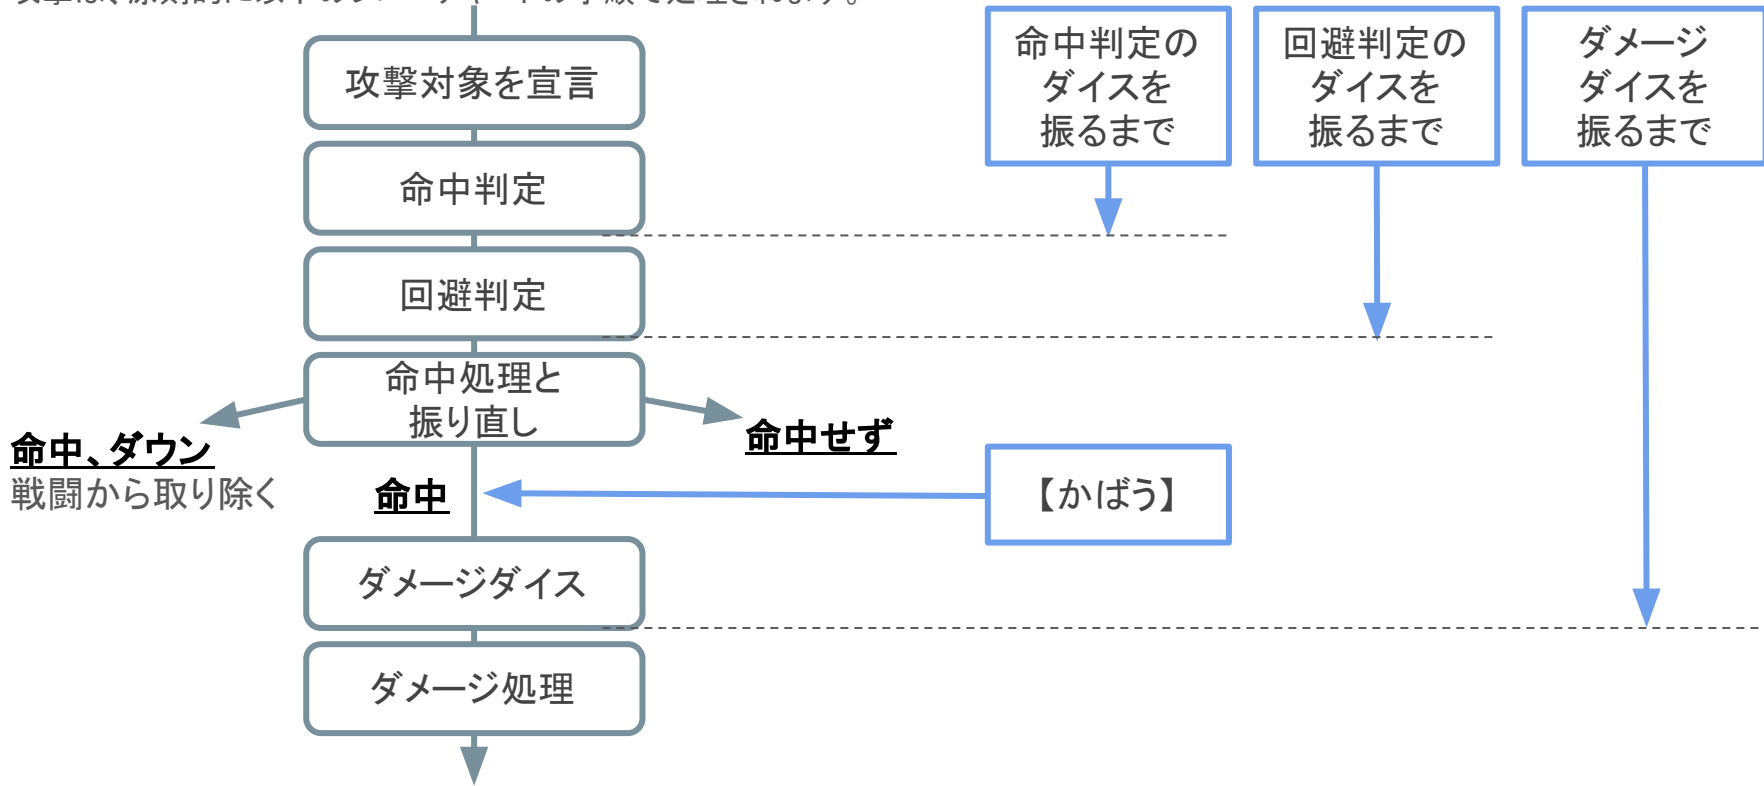 攻撃対象を宣言
命中判定
回避判定
命中処理と
振り直し
命中、ダウン
戦闘から取り除く
命中せず
命中
ダメージダイス
ダメージ処理
命中判定の
ダイスを
振るまで
回避判定の
ダイスを
振るまで
ダメージ
ダイスを
振るまで
【かばう】